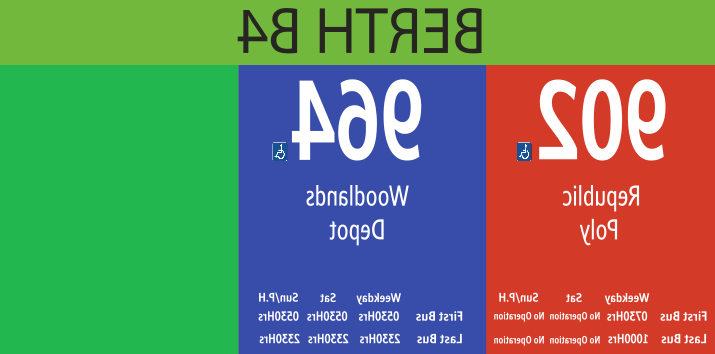 BERTH B4
902
Republic
Poly
Weekday Sat Sun/P.H
First Bus 0730Hrs No Operation No Operation
Last Bus 1000Hrs No Operation No Operation
964
Woodlands
Depot
Weekday Sat Sun/P.H
First Bus 0530Hrs 0530Hrs 0530Hrs
Last Bus 2330Hrs 2330Hrs 2330Hrs